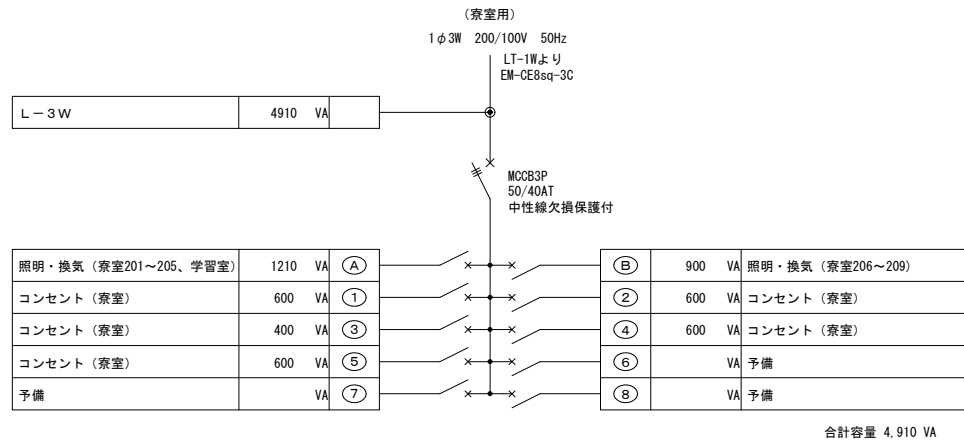 (寮室用)
1φ3W 200/100V 50Hz
LT-1Wより
EM-CE8sq-3C
L－3W 4910 VA
MCCB3P
50/40AT
中性線欠損保護付
照明・換気（寮室201～205、学習室） 1210 VA A B 900 VA 照明・換気（寮室206～209）
コンセント（寮室） 600 VA 1 2 600 VA コンセント（寮室）
コンセント（寮室） 400 VA 3 4 600 VA コンセント（寮室）
コンセント（寮室） 600 VA 5 6 VA 予備
予備 VA 7 8 VA 予備
合計容量 4,910 VA